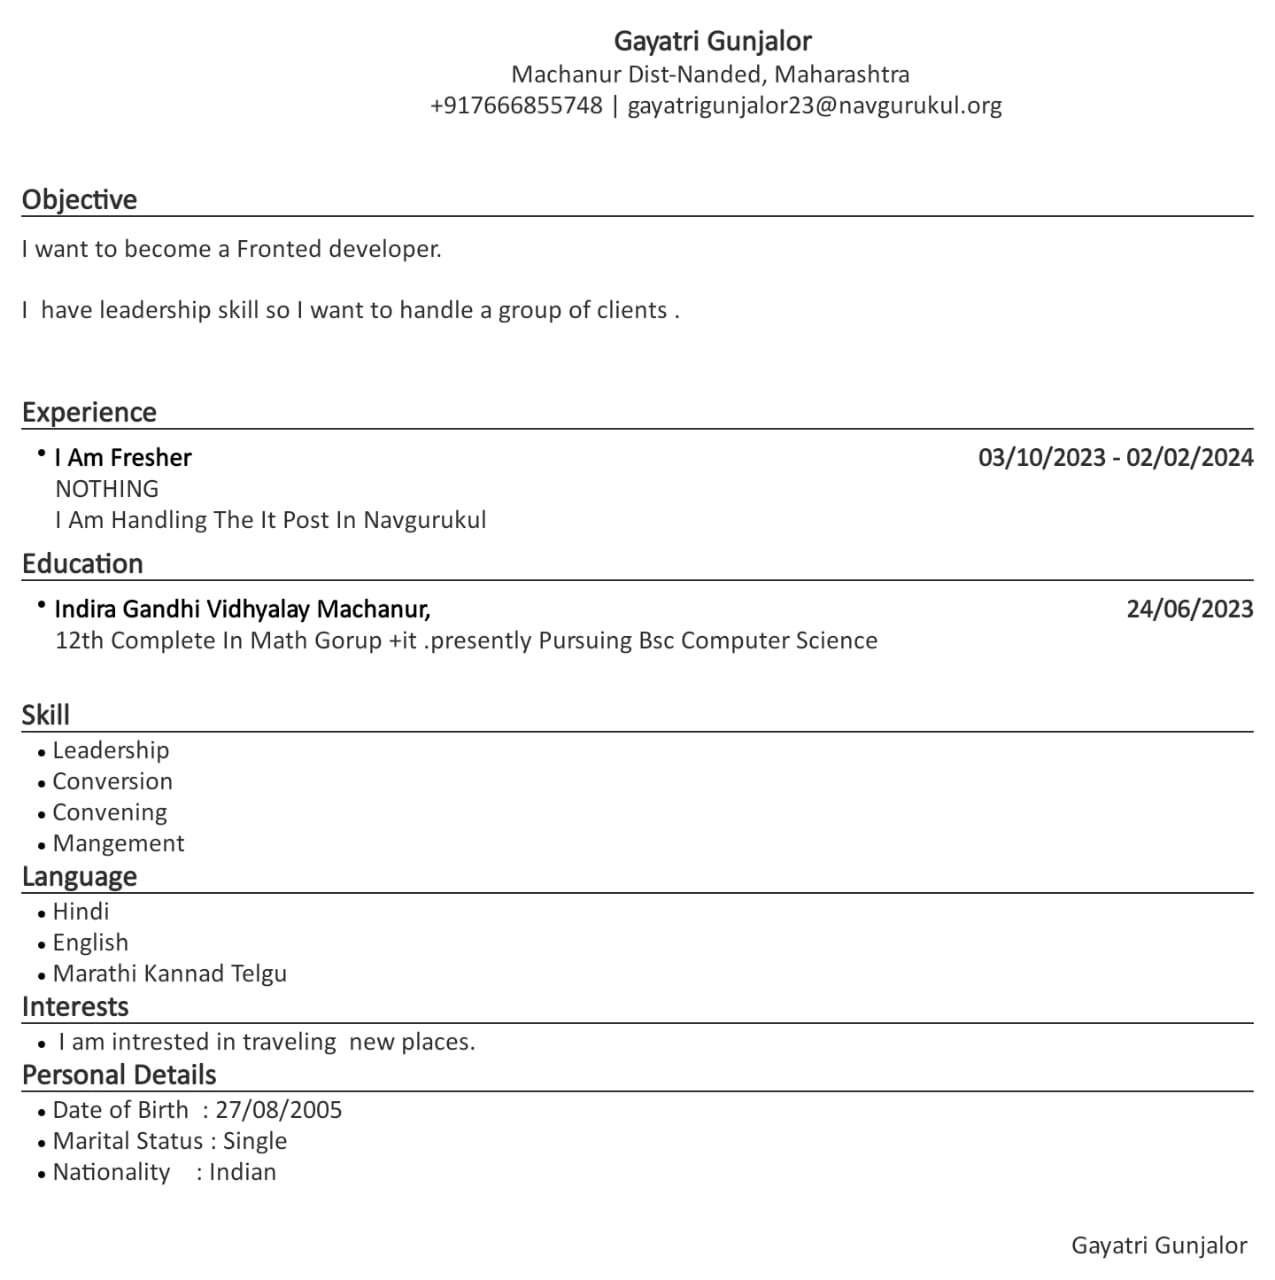 Gayatri Gunjalor
Machanur Dist-Nanded, Maharashtra
+917666855748 | gayatrigunjalor23@navgurukul.org
Objective
I want to become a Fronted developer.
I have leadership skill so I want to handle a group of clients .
Experience
• I Am Fresher 03/10/2023 - 02/02/2024
NOTHING
I Am Handling The It Post In Navgurukul
Education
• Indira Gandhi Vidhyalay Machanur, 24/06/2023
12th Complete In Math Gorup +it .presently Pursuing Bsc Computer Science
Skill
• Leadership
• Conversion
• Convening
• Mangement
Language
• Hindi
• English
• Marathi Kannad Telgu
Interests
• I am intrested in traveling new places.
Personal Details
• Date of Birth : 27/08/2005
• Marital Status : Single
• Nationality : Indian
Gayatri Gunjalor